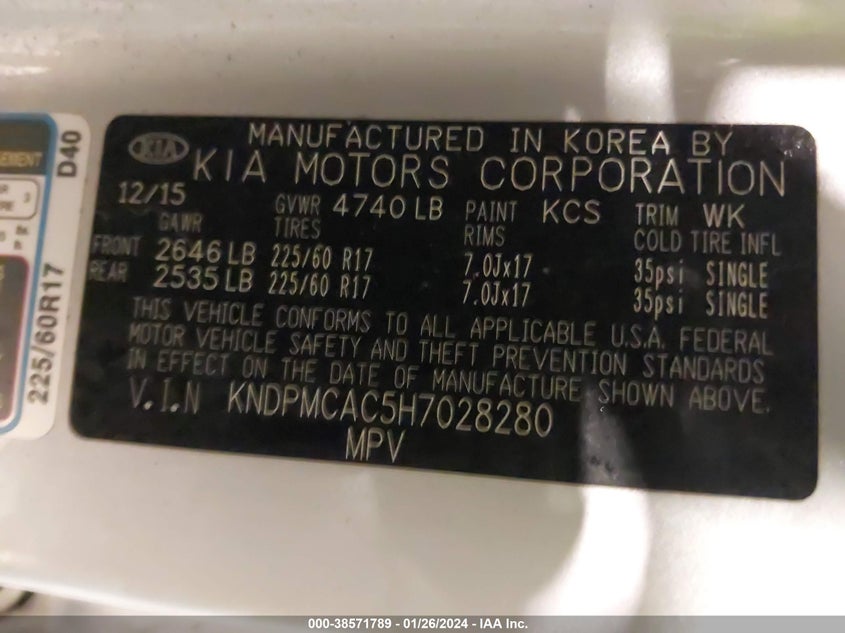 MANUFACTURED IN KOREA BY
KIA
KIA MOTORS CORPORATION
12/15 GVWR 4740 LB PAINT KCS TRIM WK
GAWR TIRES RIMS COLD TIRE INFL
FRONT 2646 LB 225/60 R17 7.0Jx17 35psi SINGLE
REAR 2535 LB 225/60 R17 7.0Jx17 35psi SINGLE
THIS VEHICLE CONFORMS TO ALL APPLICABLE U.S.A. FEDERAL
MOTOR VEHICLE SAFETY AND THEFT PREVENTION STANDARDS
IN EFFECT ON THE DATE OF MANUFACTURE SHOWN ABOVE.
V.I.N KNDPMCAC5H7028280
MPV
D40
225/60R17
3
000-38571789 - 01/26/2024 - IAA Inc.